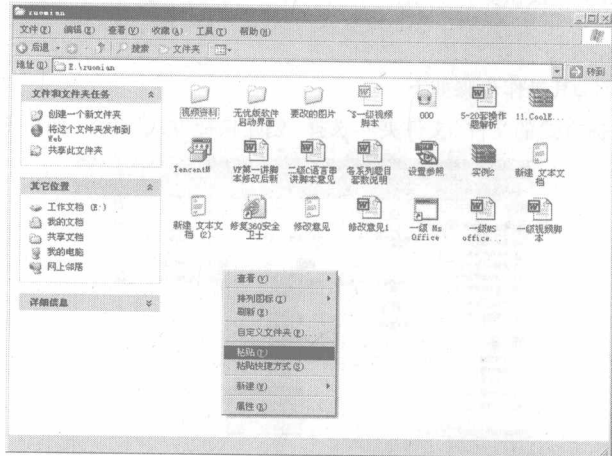 ruomian
文件(F) 编辑(E) 查看(V) 收藏(A) 工具(T) 帮助(H)
后退 搜索 文件夹
地址(D) E:\ruomian 转到
文件和文件夹任务
创建一个新文件夹
将这个文件夹发布到
Web
共享此文件夹
其它位置
工作文档 (E:)
我的文档
共享文档
我的电脑
网上邻居
详细信息
视频资料
无忧版软件
启动界面
要改的图片
~$一级视频
脚本
000
5-20套操作
题解析
11.CoolE...
TencentM
VF第一讲脚
本修改后新
二级C语言串
讲脚本意见
各系列题目
套数说明
设置参照
实例2
新建 文本文
档
新建 文本文
档 (2)
修复360安全
卫士
修改意见
修改意见1
一级 Ms
Office
一级MS
office...
一级视频脚
本
查看(V)
排列图标(I)
刷新(E)
自定义文件夹(F)...
粘贴(P)
粘贴快捷方式(S)
新建(W)
属性(R)